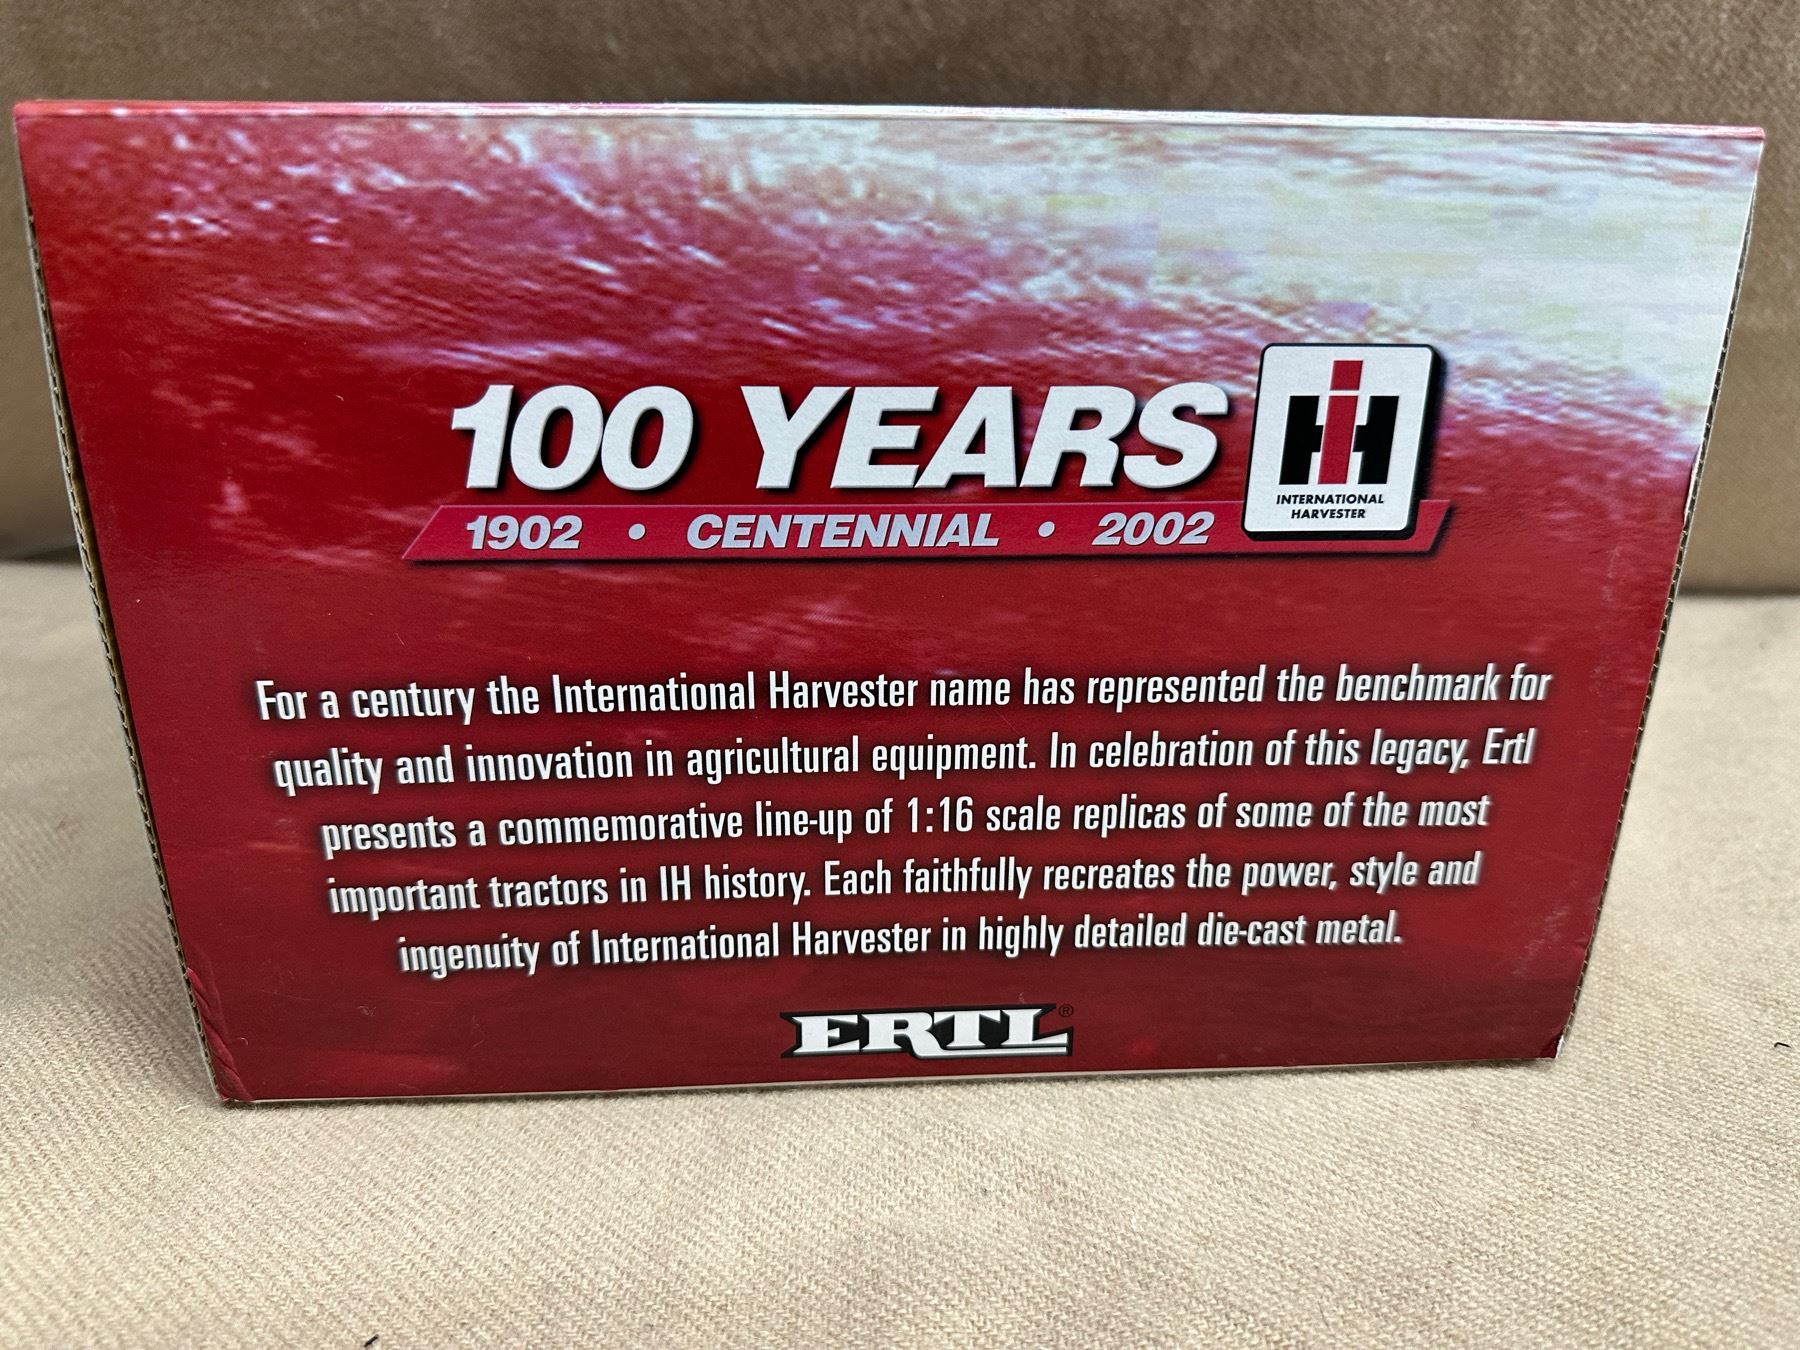 100 YEARS
IH
INTERNATIONAL
HARVESTER
1902 • CENTENNIAL • 2002
For a century the International Harvester name has represented the benchmark for
quality and innovation in agricultural equipment. In celebration of this legacy, Ertl
presents a commemorative line-up of 1:16 scale replicas of some of the most
important tractors in IH history. Each faithfully recreates the power, style and
ingenuity of International Harvester in highly detailed die-cast metal.
ERTL®